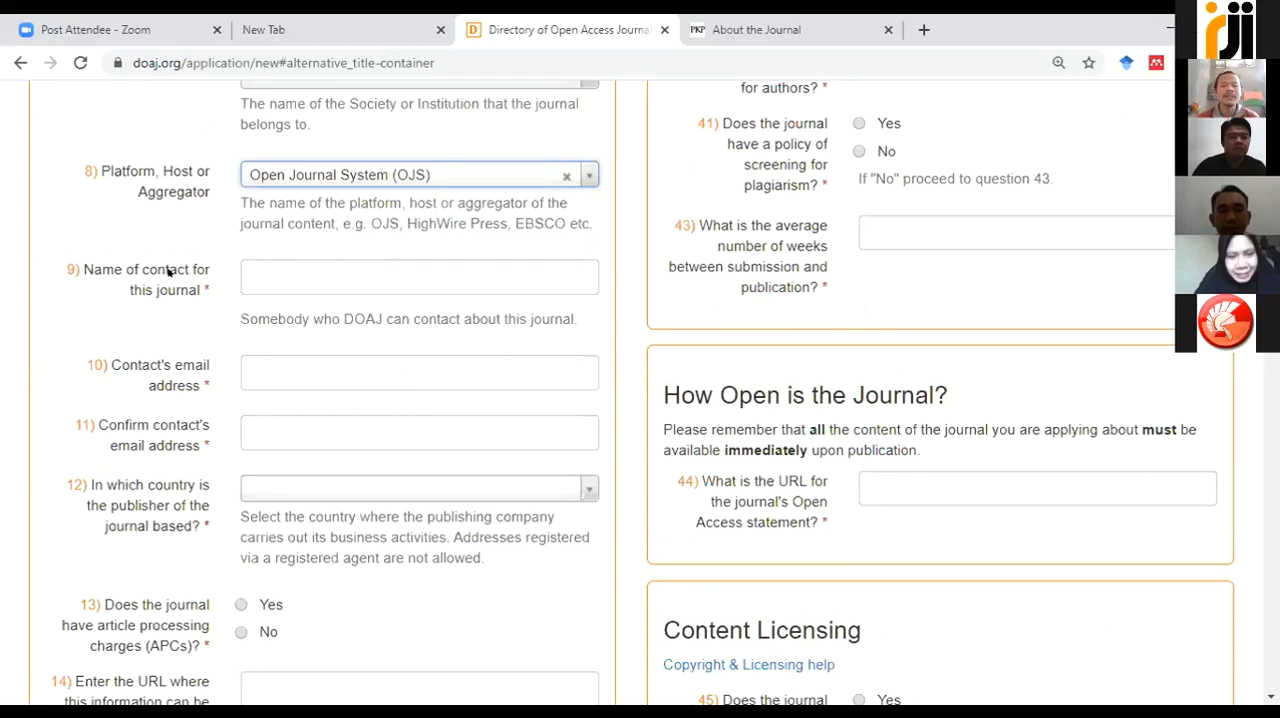 Post Attendee - Zoom
New Tab
Directory of Open Access Journa
PKP About the Journal
doaj.org/application/new#alternative_title-container
The name of the Society or Institution that the journal
belongs to.
8) Platform, Host or
Aggregator
Open Journal System (OJS)
The name of the platform, host or aggregator of the
journal content, e.g. OJS, HighWire Press, EBSCO etc.
9) Name of contact for
this journal *
Somebody who DOAJ can contact about this journal.
10) Contact's email
address *
11) Confirm contact's
email address *
12) In which country is
the publisher of the
journal based? *
Select the country where the publishing company
carries out its business activities. Addresses registered
via a registered agent are not allowed.
13) Does the journal
have article processing
charges (APCs)? *
Yes
No
14) Enter the URL where
this information can be
for authors? *
41) Does the journal
have a policy of
screening for
plagiarism? *
Yes
No
If "No" proceed to question 43.
43) What is the average
number of weeks
between submission and
publication? *
How Open is the Journal?
Please remember that all the content of the journal you are applying about must be
available immediately upon publication.
44) What is the URL for
the journal's Open
Access statement? *
Content Licensing
Copyright & Licensing help
45) Does the journal
Yes
rji